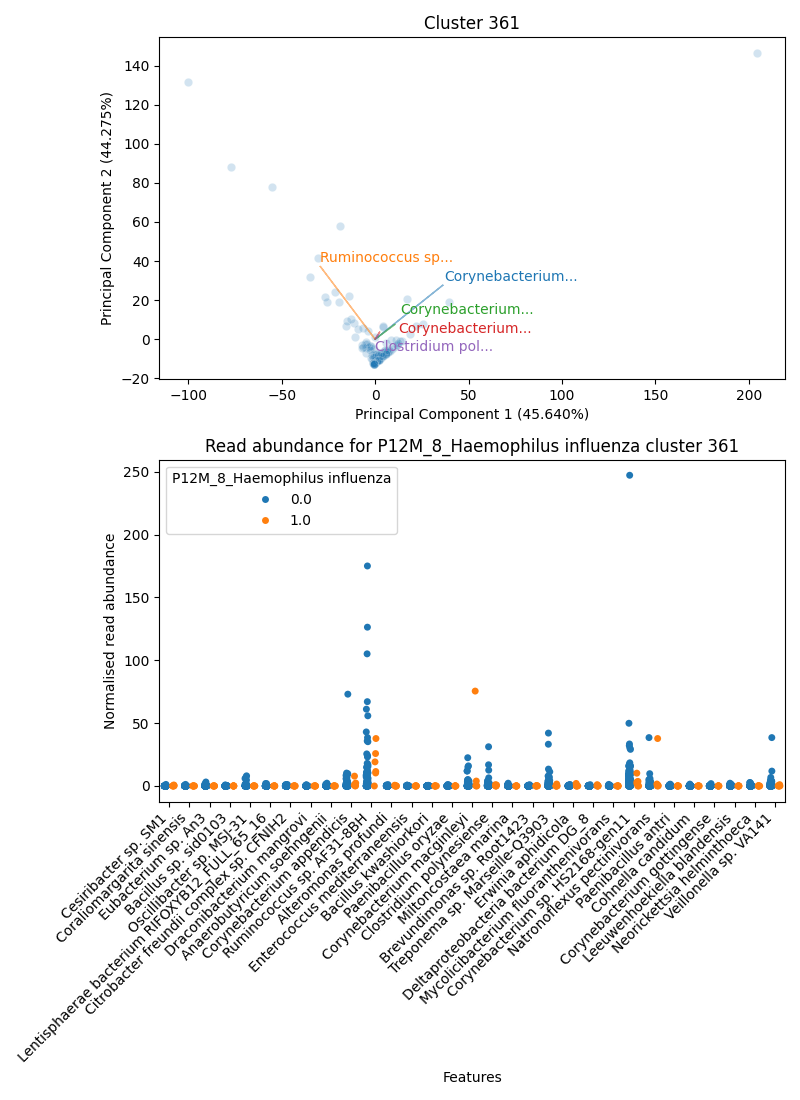 Cluster 361
140
120
100
80
60
40
20
0
−20
Principal Component 2 (44.275%)
Ruminococcus sp...
Corynebacterium...
Corynebacterium...
Corynebacterium...
Clostridium pol...
−100
−50
0
50
100
150
200
Principal Component 1 (45.640%)
Read abundance for P12M_8_Haemophilus influenza cluster 361
P12M_8_Haemophilus influenza
0.0
1.0
250
200
150
100
50
0
Normalised read abundance
Cesiribacter sp. SM1
Coraliomargarita sinensis
Eubacterium sp. An3
Bacillus sp. sid0103
Oscillibacter sp. MSJ-31
Lentisphaerae bacterium RIFOXYB12_FULL_65_16
Citrobacter freundii complex sp. CFNIH2
Draconibacterium mangrovi
Anaerobutyricum soehngenii
Corynebacterium appendicis
Ruminococcus sp. AF31-8BH
Alteromonas profundi
Enterococcus mediterraneensis
Bacillus kwashiorkori
Paenibacillus oryzae
Corynebacterium macginleyi
Clostridium polynesiense
Miltoncostaea marina
Brevundimonas sp. Root1423
Treponema sp. Marseille-Q3903
Erwinia aphidicola
Deltaproteobacteria bacterium DG_8
Mycolicibacterium fluoranthenivorans
Corynebacterium sp. HS2168-gen11
Natronoflexus pectinivorans
Paenibacillus antri
Cohnella candidum
Corynebacterium gottingense
Leeuwenhoekiella blandensis
Neorickettsia helminthoeca
Veillonella sp. VA141
Features